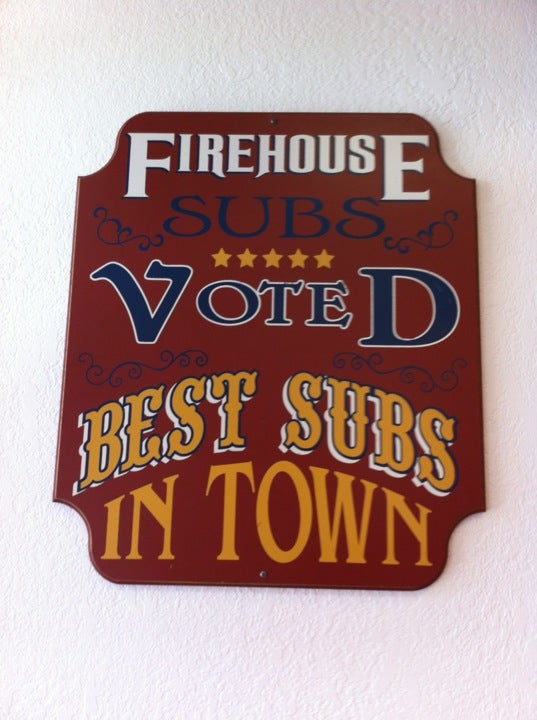 FIREHOUSE
SUBS
VOTED
BEST SUBS
IN TOWN